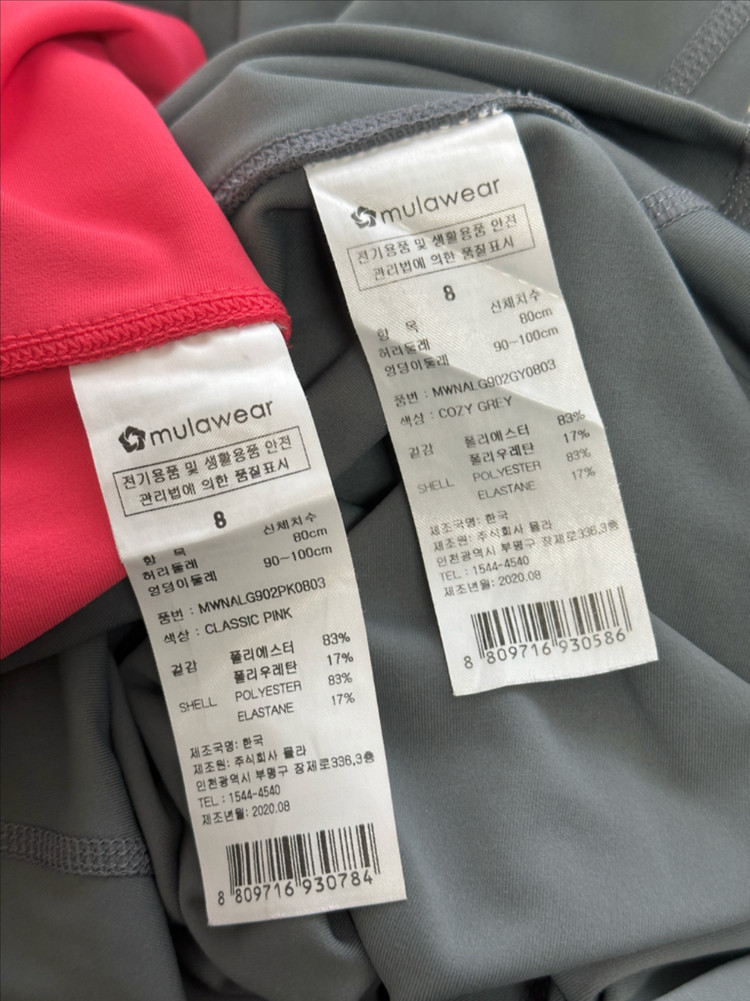 mulawear
전기용품 및 생활용품 안전
관리법에 의한 품질표시
8
항 목 신체치수
허리둘레 80cm
엉덩이둘레 90~100cm
품번 : MWNALG902PK0803
색상 : CLASSIC PINK
겉감 폴리에스터 83%
폴리우레탄 17%
SHELL POLYESTER 83%
ELASTANE 17%
제조국명: 한국
제조원: 주식회사 뮬라
인천광역시 부평구 장제로336,3층
TEL : 1544-4540
제조년월: 2020.08
8 809716 930784
mulawear
전기용품 및 생활용품 안전
관리법에 의한 품질표시
8
항 목 신체치수
허리둘레 80cm
엉덩이둘레 90~100cm
품번 : MWNALG902GY0803
색상 : COZY GREY
겉감 폴리에스터 83%
폴리우레탄 17%
SHELL POLYESTER 83%
ELASTANE 17%
제조국명: 한국
제조원: 주식회사 뮬라
인천광역시 부평구 장제로336,3층
TEL : 1544-4540
제조년월: 2020.08
8 809716 930586